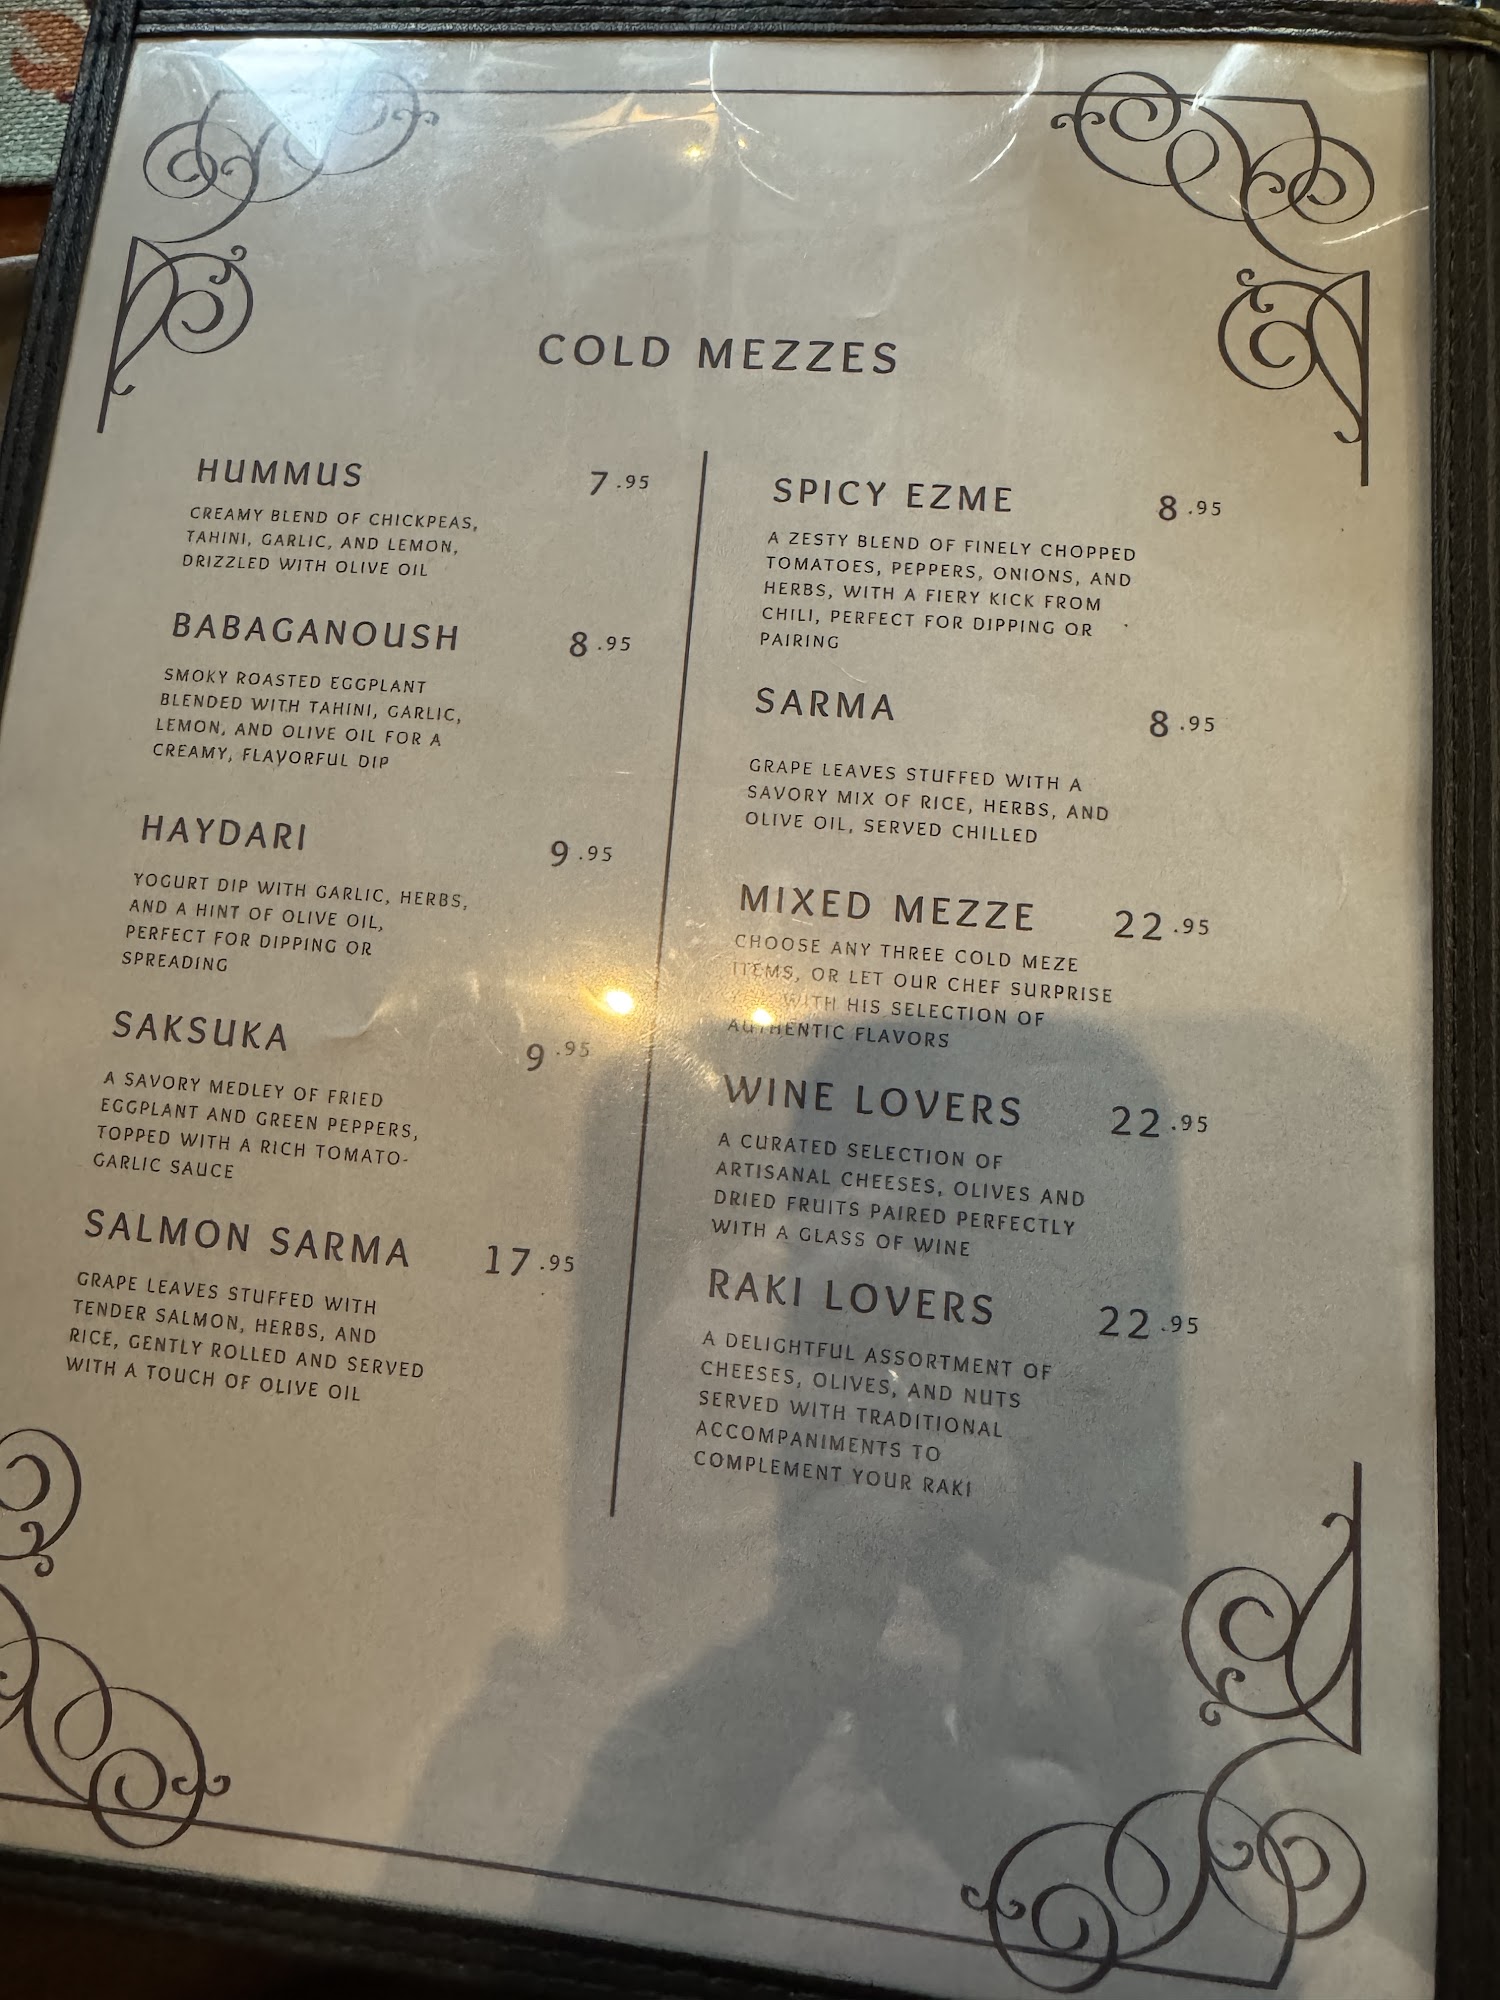 COLD MEZZES
HUMMUS 7.95
CREAMY BLEND OF CHICKPEAS,
TAHINI, GARLIC, AND LEMON,
DRIZZLED WITH OLIVE OIL
BABAGANOUSH 8.95
SMOKY ROASTED EGGPLANT
BLENDED WITH TAHINI, GARLIC,
LEMON, AND OLIVE OIL FOR A
CREAMY, FLAVORFUL DIP
HAYDARI 9.95
YOGURT DIP WITH GARLIC, HERBS,
AND A HINT OF OLIVE OIL,
PERFECT FOR DIPPING OR
SPREADING
SAKSUKA 9.95
A SAVORY MEDLEY OF FRIED
EGGPLANT AND GREEN PEPPERS,
TOPPED WITH A RICH TOMATO-
GARLIC SAUCE
SALMON SARMA 17.95
GRAPE LEAVES STUFFED WITH
TENDER SALMON, HERBS, AND
RICE, GENTLY ROLLED AND SERVED
WITH A TOUCH OF OLIVE OIL
SPICY EZME 8.95
A ZESTY BLEND OF FINELY CHOPPED
TOMATOES, PEPPERS, ONIONS, AND
HERBS, WITH A FIERY KICK FROM
CHILI, PERFECT FOR DIPPING OR
PAIRING
SARMA 8.95
GRAPE LEAVES STUFFED WITH A
SAVORY MIX OF RICE, HERBS, AND
OLIVE OIL, SERVED CHILLED
MIXED MEZZE 22.95
CHOOSE ANY THREE COLD MEZE
ITEMS, OR LET OUR CHEF SURPRISE
WITH HIS SELECTION OF
AUTHENTIC FLAVORS
WINE LOVERS 22.95
A CURATED SELECTION OF
ARTISANAL CHEESES, OLIVES AND
DRIED FRUITS PAIRED PERFECTLY
WITH A GLASS OF WINE
RAKI LOVERS 22.95
A DELIGHTFUL ASSORTMENT OF
CHEESES, OLIVES, AND NUTS
SERVED WITH TRADITIONAL
ACCOMPANIMENTS TO
COMPLEMENT YOUR RAKI